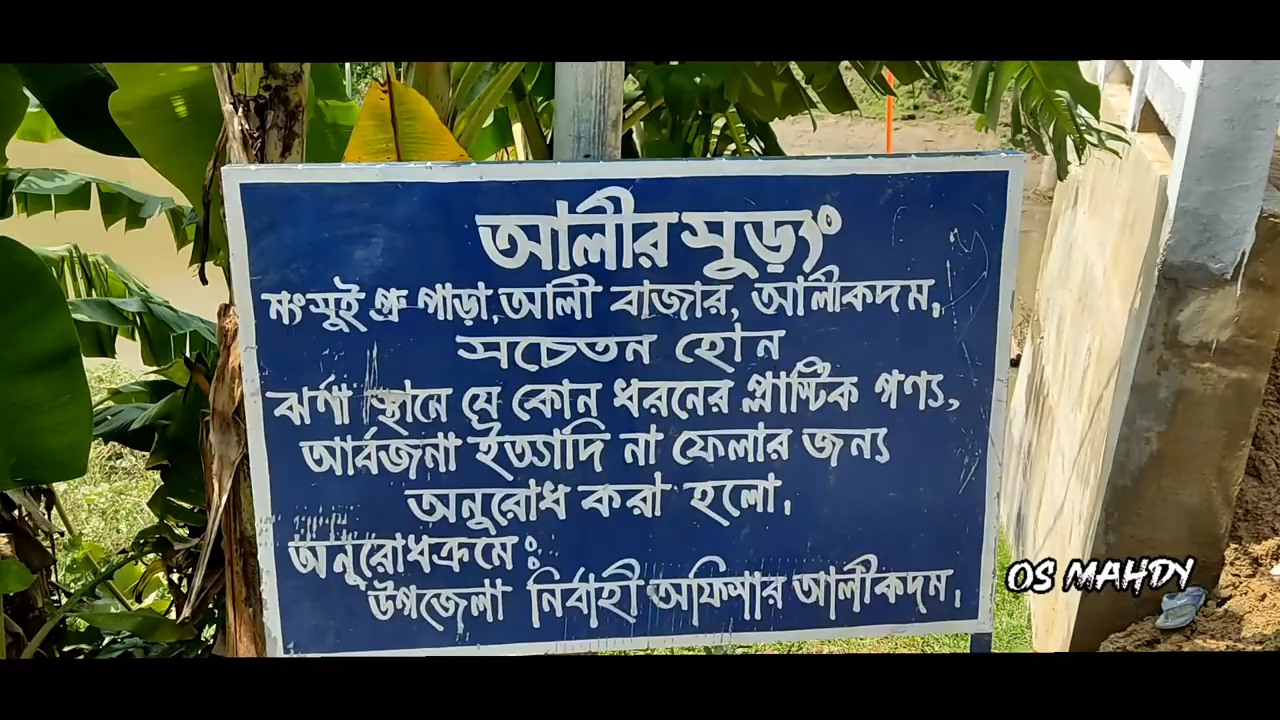 আলীর সুড়ং
মংসুই প্রু পাড়া, আলী বাজার, আলীকদম,
সচেতন হোন
ঝর্ণা স্থানে যে কোন ধরনের প্লাস্টিক পণ্য,
আর্বজনা ইত্যাদি না ফেলার জন্য
অনুরোধ করা হলো,
অনুরোধক্রমে ঃ
উপজেলা নির্বাহী অফিসার আলীকদম,
OS MAHDY